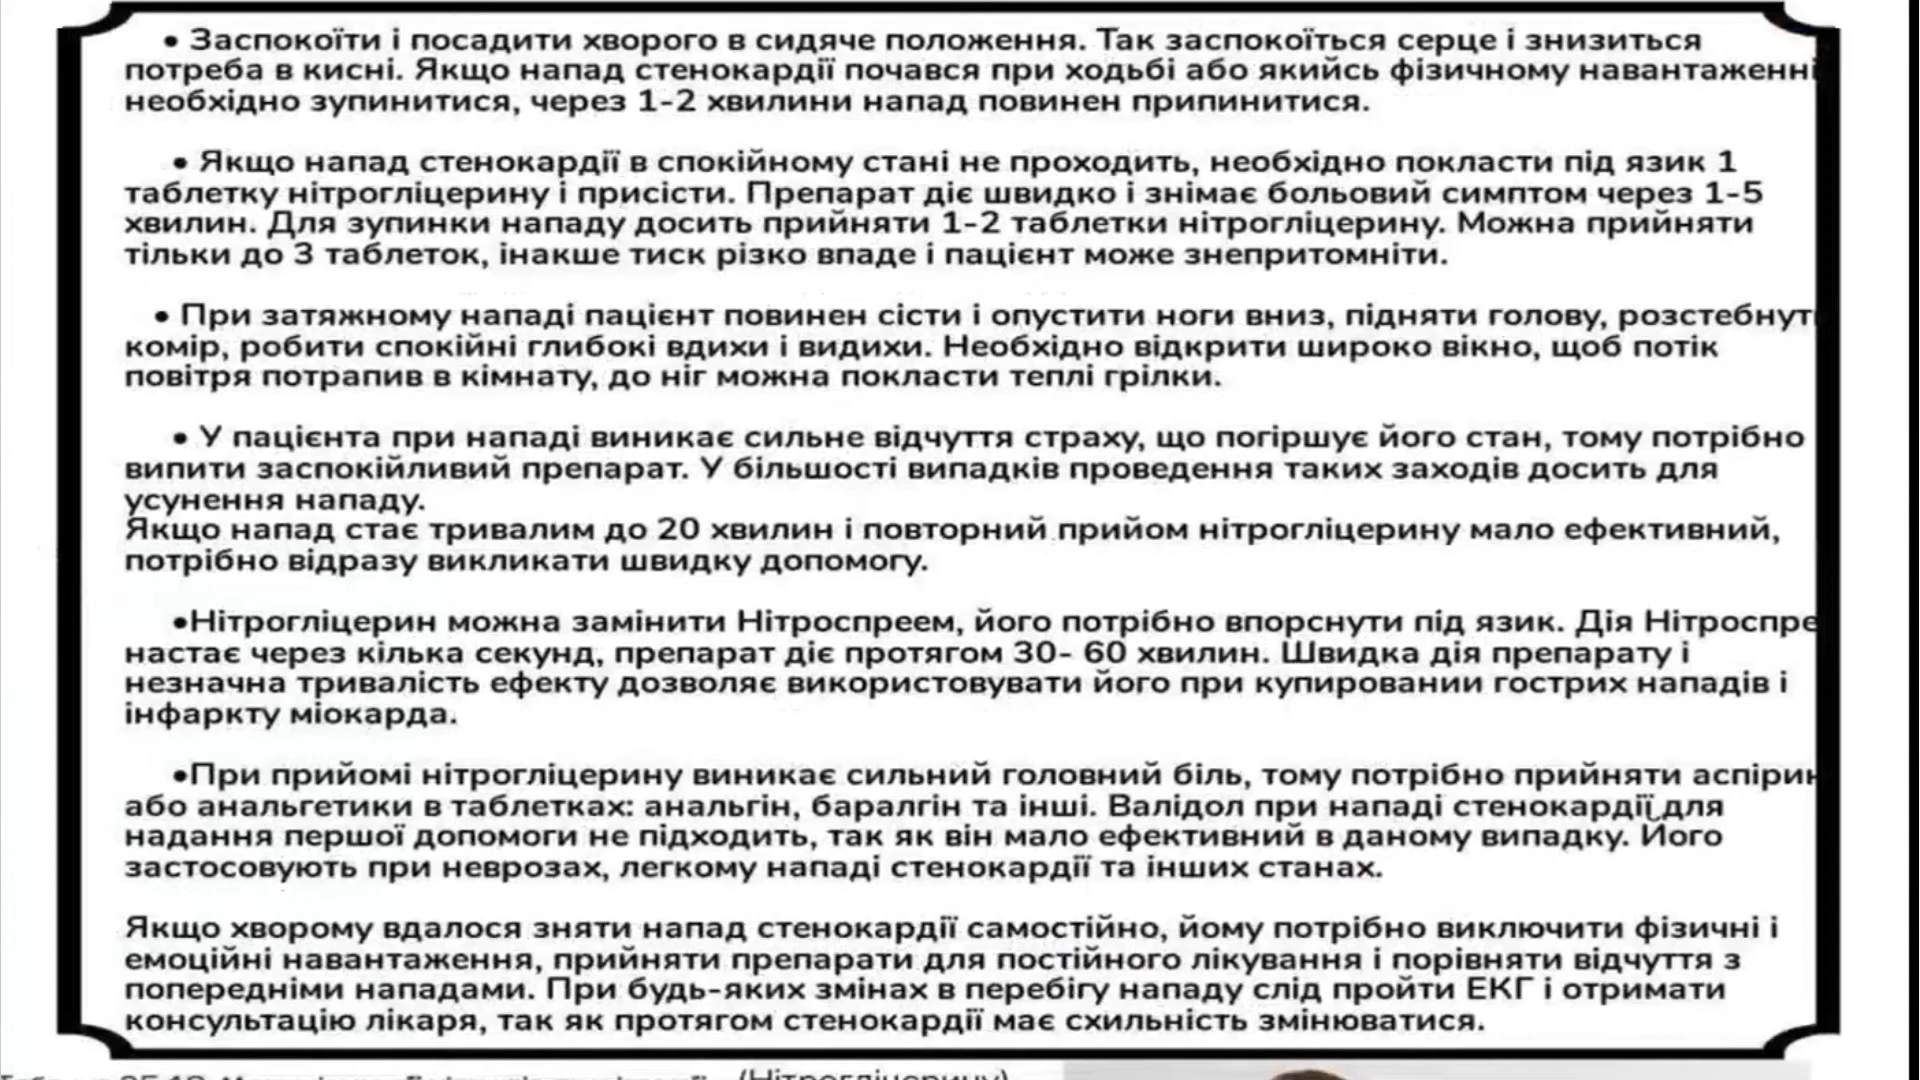 • Заспокоїти і посадити хворого в сидяче положення. Так заспокоїться серце і знизиться
потреба в кисні. Якщо напад стенокардії почався при ходьбі або якийсь фізичному навантаженні
необхідно зупинитися, через 1-2 хвилини напад повинен припинитися.
• Якщо напад стенокардії в спокійному стані не проходить, необхідно покласти під язик 1
таблетку нітрогліцерину і присісти. Препарат діє швидко і знімає больовий симптом через 1-5
хвилин. Для зупинки нападу досить прийняти 1-2 таблетки нітрогліцерину. Можна прийняти
тільки до 3 таблеток, інакше тиск різко впаде і пацієнт може знепритомніти.
• При затяжному нападі пацієнт повинен сісти і опустити ноги вниз, підняти голову, розстебнут
комір, робити спокійні глибокі вдихи і видихи. Необхідно відкрити широко вікно, щоб потік
повітря потрапив в кімнату, до ніг можна покласти теплі грілки.
• У пацієнта при нападі виникає сильне відчуття страху, що погіршує його стан, тому потрібно
випити заспокійливий препарат. У більшості випадків проведення таких заходів досить для
усунення нападу.
Якщо напад стає тривалим до 20 хвилин і повторний прийом нітрогліцерину мало ефективний,
потрібно відразу викликати швидку допомогу.
•Нітрогліцерин можна замінити Нітроспреем, його потрібно впорснути під язик. Дія Нітроспре
настає через кілька секунд, препарат діє протягом 30- 60 хвилин. Швидка дія препарату і
незначна тривалість ефекту дозволяє використовувати його при купировании гострих нападів і
інфаркту міокарда.
•При прийомі нітрогліцерину виникає сильний головний біль, тому потрібно прийняти аспірин
або анальгетики в таблетках: анальгін, баралгін та інші. Валідол при нападі стенокардії для
надання першої допомоги не підходить, так як він мало ефективний в даному випадку. Його
застосовують при неврозах, легкому нападі стенокардії та інших станах.
Якщо хворому вдалося зняти напад стенокардії самостійно, йому потрібно виключити фізичні і
емоційні навантаження, прийняти препарати для постійного лікування і порівняти відчуття з
попередніми нападами. При будь-яких змінах в перебігу нападу слід пройти ЕКГ і отримати
консультацію лікаря, так як протягом стенокардії має схильність змінюватися.
(Нітрогліцерину)